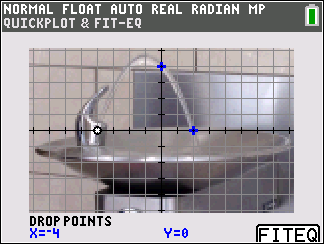 NORMAL FLOAT AUTO REAL RADIAN MP
QUICKPLOT & FIT-EQ
DROP POINTS
X=-4 Y=0
FITEQ